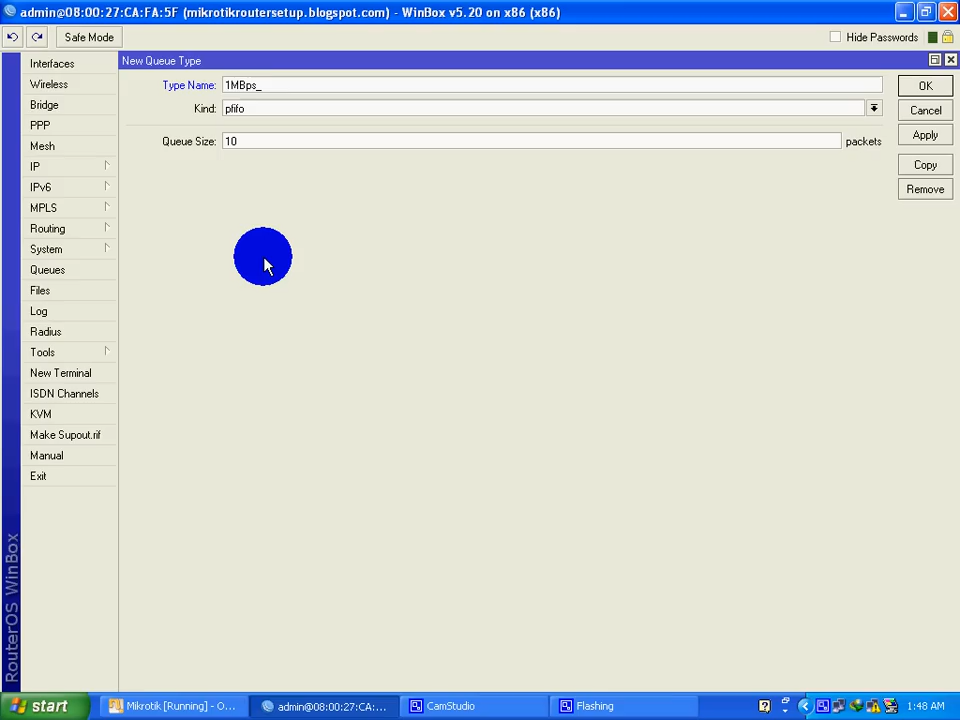 admin@08:00:27:CA:FA:5F (mikrotikroutersetup.blogspot.com) - WinBox v5.20 on x86 (x86)
Safe Mode
Hide Passwords
Interfaces
Wireless
Bridge
PPP
Mesh
IP
IPv6
MPLS
Routing
System
Queues
Files
Log
Radius
Tools
New Terminal
ISDN Channels
KVM
Make Supout.rif
Manual
Exit
RouterOS WinBox
New Queue Type
Type Name: 1MBps_
Kind: pfifo
Queue Size: 10 packets
OK
Cancel
Apply
Copy
Remove
start
Mikrotik [Running] - O...
admin@08:00:27:CA:...
CamStudio
Flashing
1:48 AM